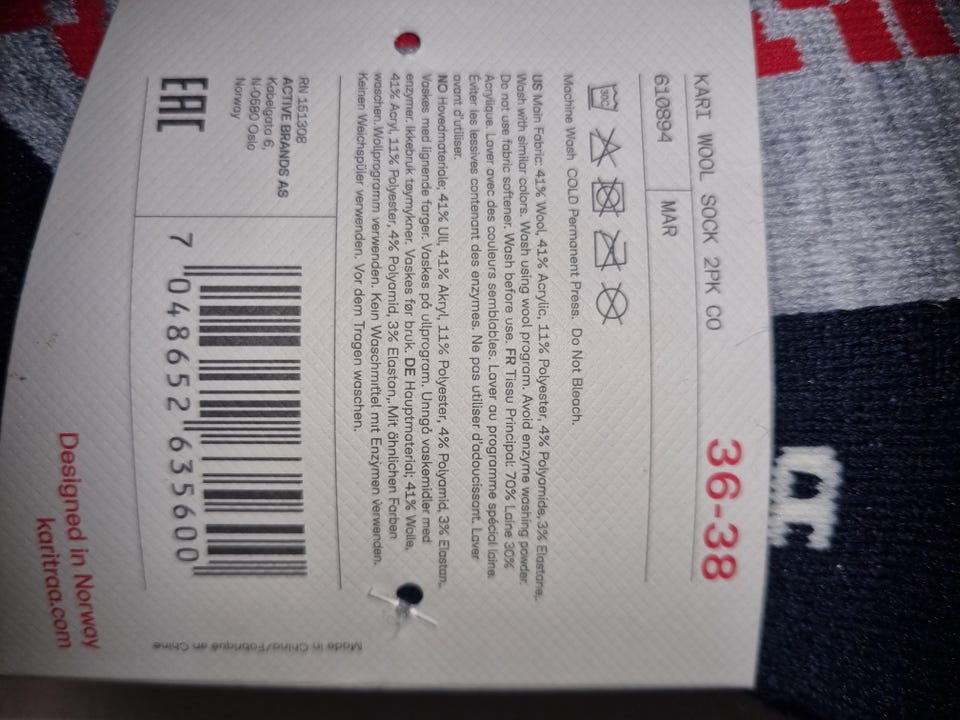 KARI WOOL SOCK 2PK CO
36-38
610894
MAR
30C
Machine Wash COLD Permanent Press. Do Not Bleach.
US Main Fabric: 41% Wool, 41% Acrylic, 11% Polyester, 4% Polyamide, 3% Elastane,
Wash with similar colors. Wash using wool program. Avoid enzyme washing powder.
Do not use fabric softener. Wash before use. FR Tissu Principal: 70% Laine 30%
Acrylique. Laver avec des couleurs semblables. Laver au programme spécial laine.
Éviter les lessives contenant des enzymes. Ne pas utiliser d'adoucissant. Laver
avant d'utiliser.
NO Hovedmateriale; 41% Ull, 41% Akryl, 11% Polyester, 4% Polyamid, 3% Elastan,
Vaskes med lignende farger. Vaskes på ullprogram. Unngå vaskemidler med
enzymer. Ikkebruk tøymykner. Vaskes før bruk. DE Hauptmaterial; 41% Wolle,
41% Acryl, 11% Polyester, 4% Polyamid, 3% Elastan,. Mit ähnlichen Farben
waschen. Wollprogramm verwenden. Kein Waschmittel mit Enzymen verwenden.
Keinen Weichspüler verwenden. Vor dem Tragen waschen.
RN 151308
ACTIVE BRANDS AS
Kabelgata 6,
N-0580 Oslo
Norway
EAC
7 048652 635600
Made in China/Fabriqué en Chine
Designed in Norway
karitraa.com